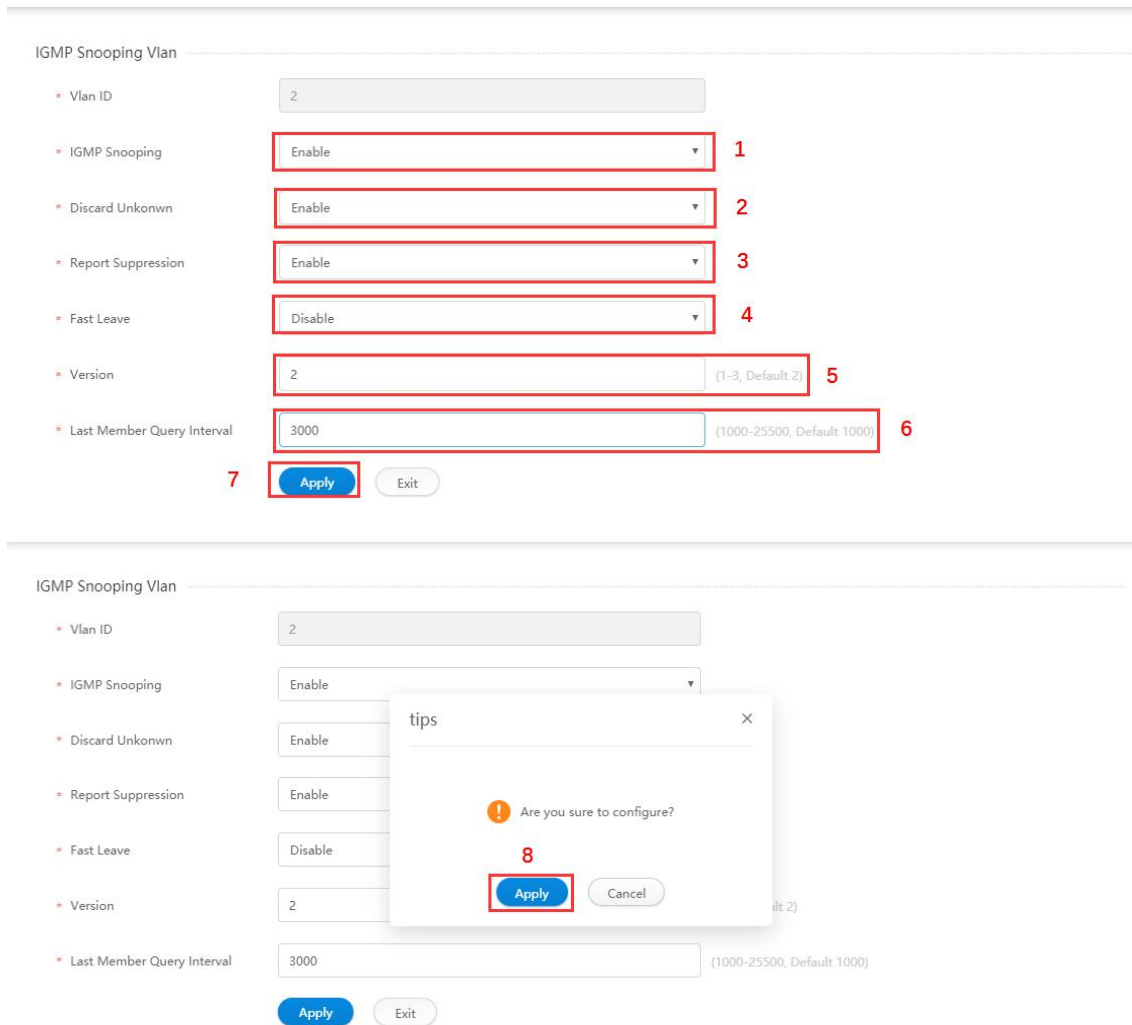 IGMP Snooping Vlan
* Vlan ID 2
* IGMP Snooping Enable 1
* Discard Unkonwn Enable 2
* Report Suppression Enable 3
* Fast Leave Disable 4
* Version 2 (1-3, Default 2) 5
* Last Member Query Interval 3000 (1000-25500, Default 1000) 6
7 Apply Exit
IGMP Snooping Vlan
* Vlan ID 2
* IGMP Snooping Enable
tips ×
* Discard Unkonwn Enable
* Report Suppression Enable
! Are you sure to configure?
* Fast Leave Disable
8
Apply Cancel
* Version 2 lt 2)
* Last Member Query Interval 3000 (1000-25500, Default 1000)
Apply Exit